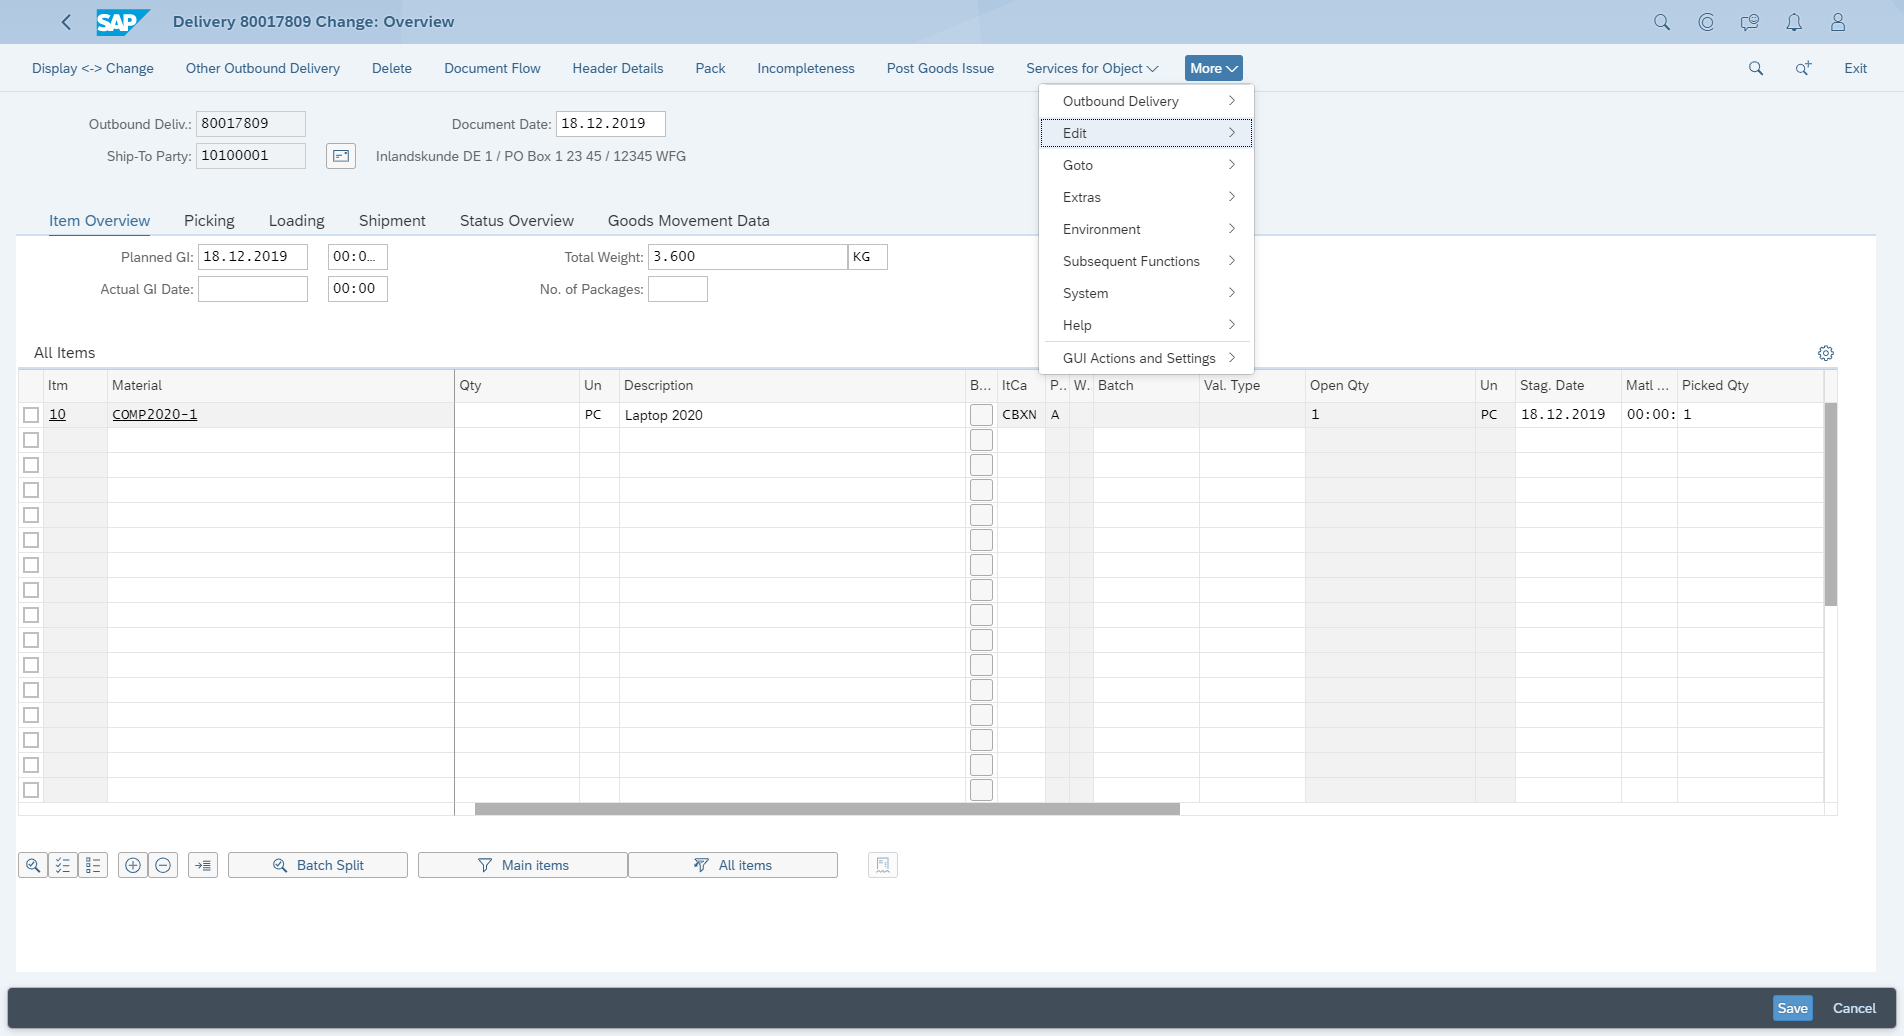 SAP Delivery 80017809 Change: Overview
Display <-> Change Other Outbound Delivery Delete Document Flow Header Details Pack Incompleteness Post Goods Issue Services for Object More Exit
Outbound Delivery
Edit
Goto
Extras
Environment
Subsequent Functions
System
Help
GUI Actions and Settings
Outbound Deliv.: 80017809 Document Date: 18.12.2019
Ship-To Party: 10100001 Inlandskunde DE 1 / PO Box 1 23 45 / 12345 WFG
Item Overview Picking Loading Shipment Status Overview Goods Movement Data
Planned GI: 18.12.2019 00:0... Total Weight: 3.600 KG
Actual GI Date: 00:00 No. of Packages:
All Items
Itm Material Qty Un Description B... ItCa P.. W. Batch Val. Type Open Qty Un Stag. Date Matl ... Picked Qty
10 COMP2020-1 PC Laptop 2020 CBXN A 1 PC 18.12.2019 00:00: 1
Batch Split Main items All items
Save Cancel